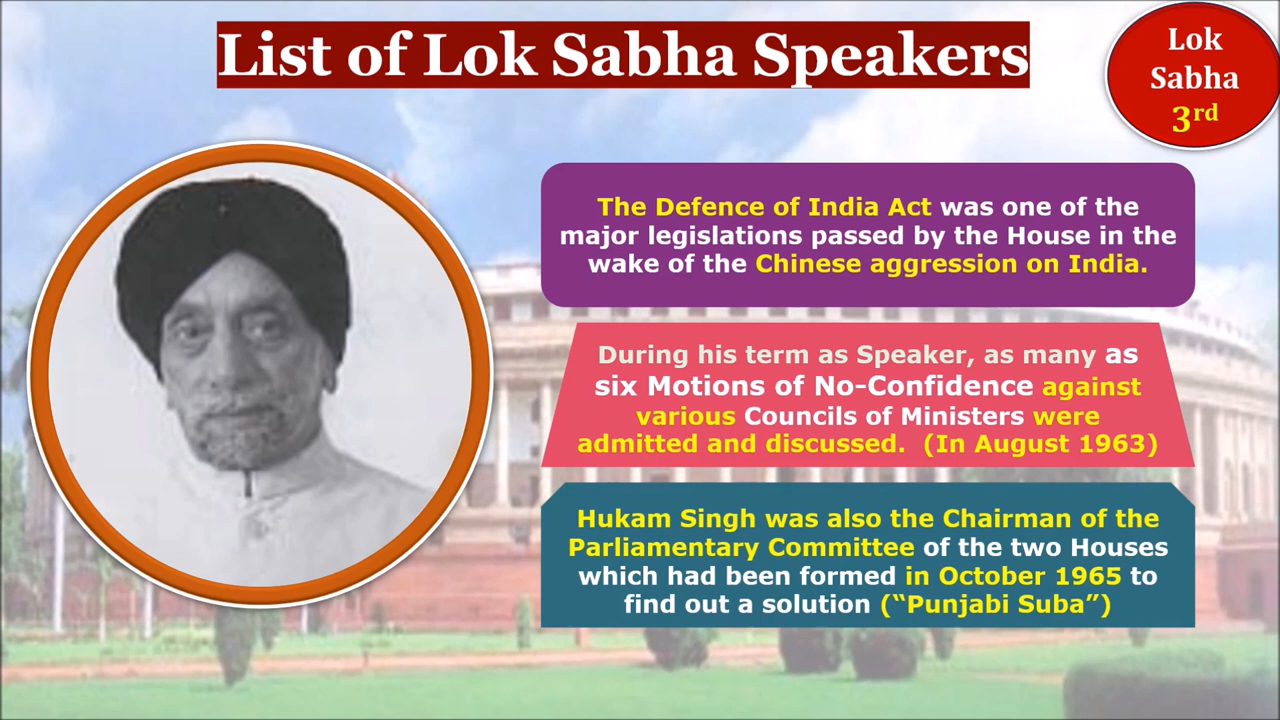 List of Lok Sabha Speakers
Lok
Sabha
3rd
The Defence of India Act was one of the
major legislations passed by the House in the
wake of the Chinese aggression on India.
During his term as Speaker, as many as
six Motions of No-Confidence against
various Councils of Ministers were
admitted and discussed. (In August 1963)
Hukam Singh was also the Chairman of the
Parliamentary Committee of the two Houses
which had been formed in October 1965 to
find out a solution (“Punjabi Suba”)